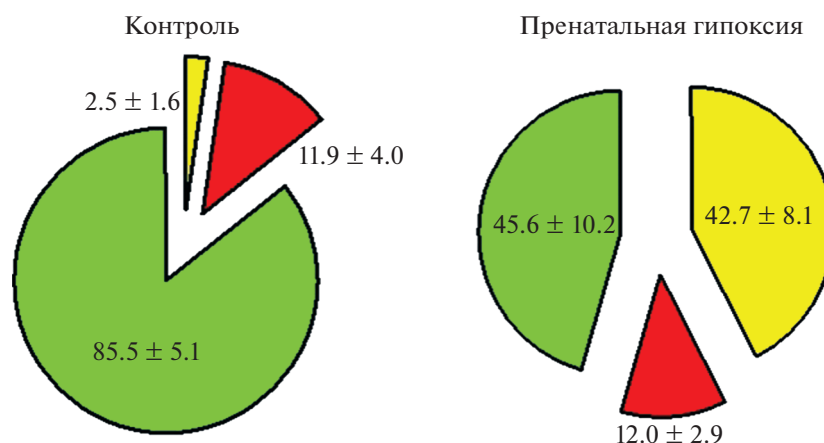 Контроль
2.5 ± 1.6
11.9 ± 4.0
85.5 ± 5.1
Пренатальная гипоксия
45.6 ± 10.2
42.7 ± 8.1
12.0 ± 2.9